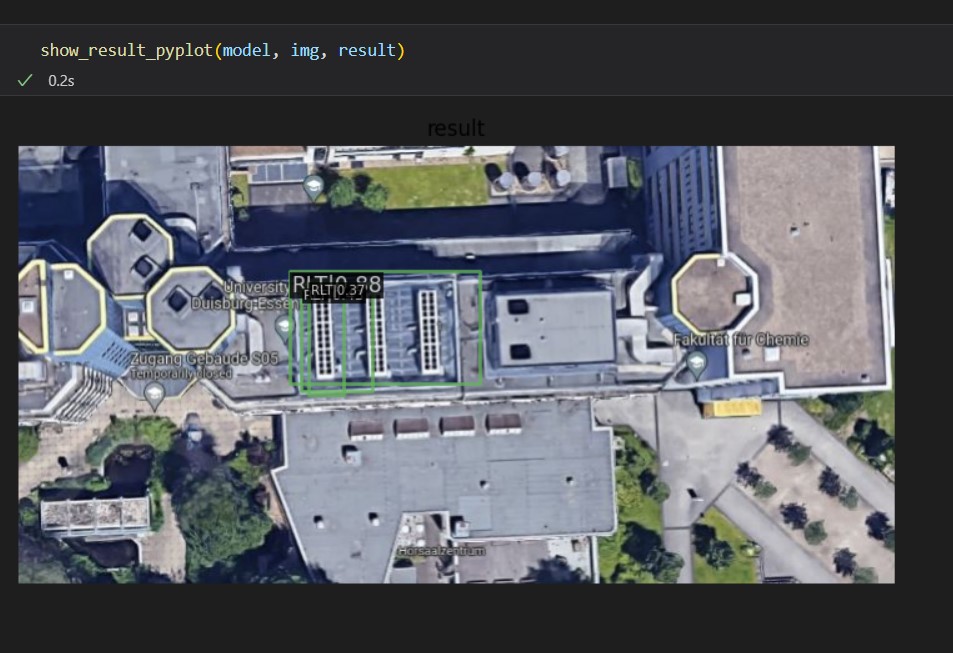 show_result_pyplot(model, img, result)
0.2s
result
University
Duisburg-Essen
RLT|0.88
RLT|0.37
Fakultät für Chemie
Zugang Gebäude S05
Temporarily closed
Hörsaalzentrum